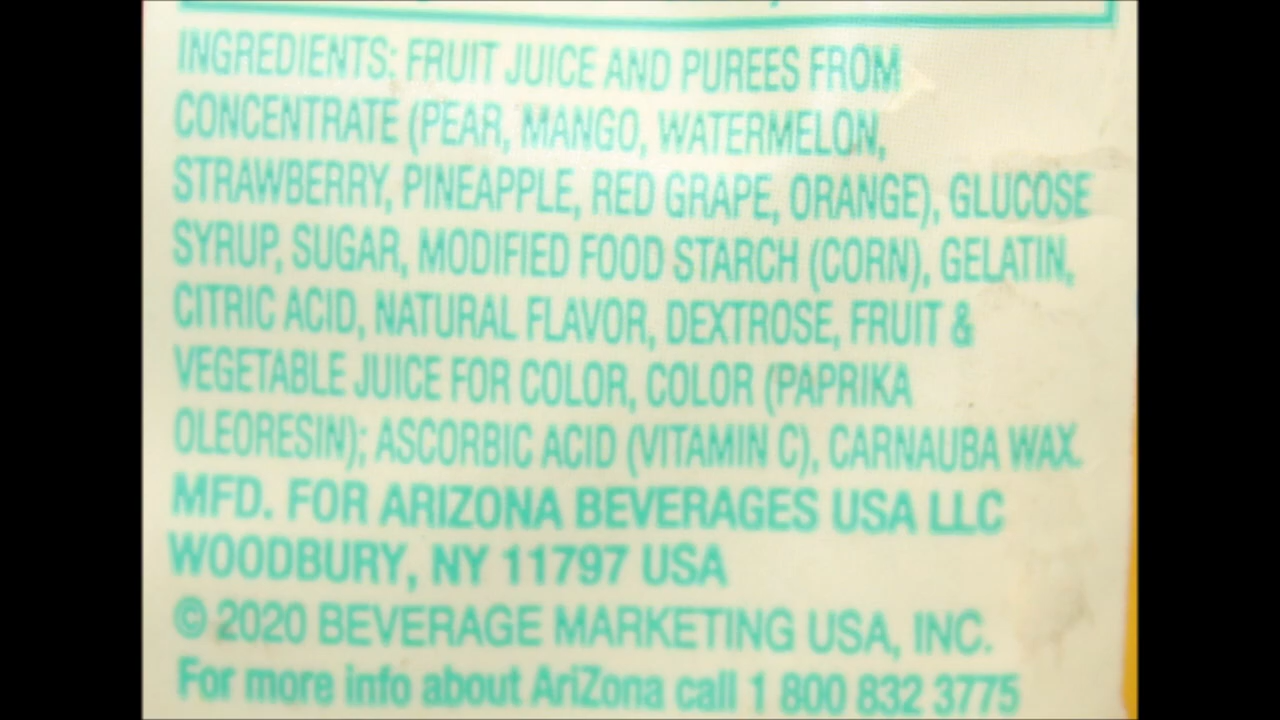 INGREDIENTS: FRUIT JUICE AND PUREES FROM
CONCENTRATE (PEAR, MANGO, WATERMELON,
STRAWBERRY, PINEAPPLE, RED GRAPE, ORANGE), GLUCOSE
SYRUP, SUGAR, MODIFIED FOOD STARCH (CORN), GELATIN,
CITRIC ACID, NATURAL FLAVOR, DEXTROSE, FRUIT &
VEGETABLE JUICE FOR COLOR, COLOR (PAPRIKA
OLEORESIN); ASCORBIC ACID (VITAMIN C), CARNAUBA WAX.
MFD. FOR ARIZONA BEVERAGES USA LLC
WOODBURY, NY 11797 USA
© 2020 BEVERAGE MARKETING USA, INC.
For more info about AriZona call 1 800 832 3775